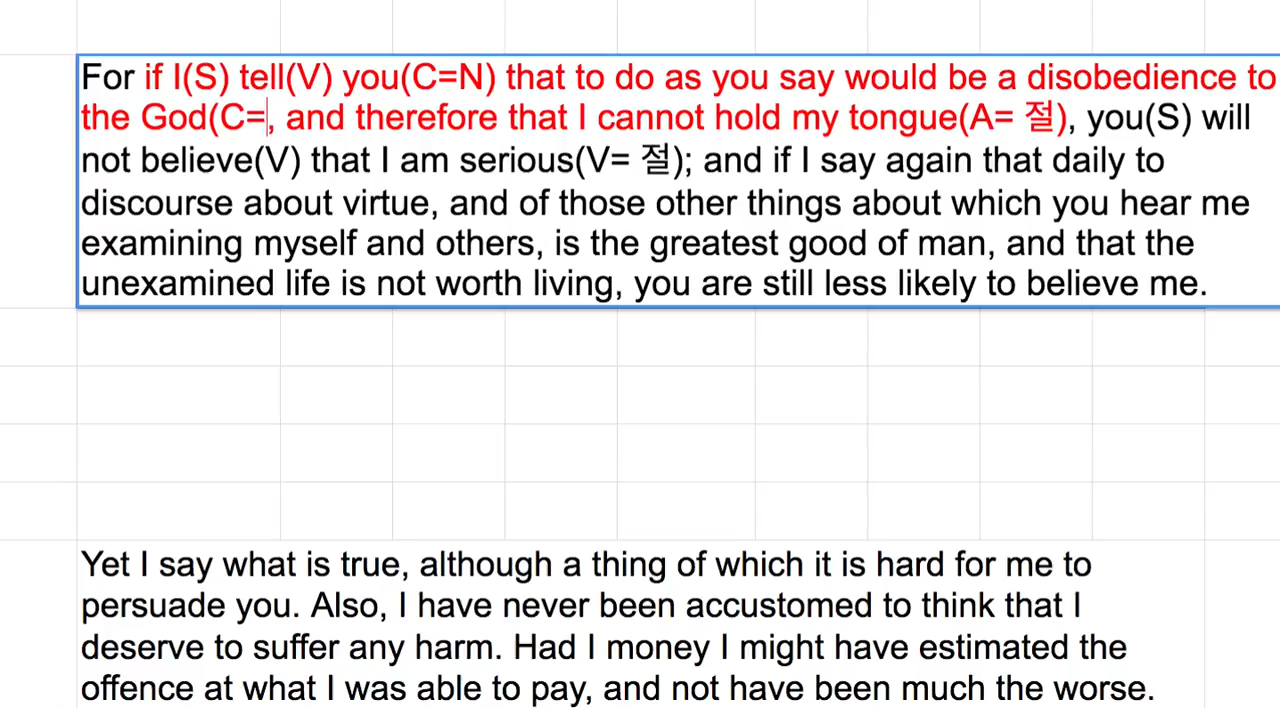 For if I(S) tell(V) you(C=N) that to do as you say would be a disobedience to
the God(C=, and therefore that I cannot hold my tongue(A= 절), you(S) will
not believe(V) that I am serious(V= 절); and if I say again that daily to
discourse about virtue, and of those other things about which you hear me
examining myself and others, is the greatest good of man, and that the
unexamined life is not worth living, you are still less likely to believe me.
Yet I say what is true, although a thing of which it is hard for me to
persuade you. Also, I have never been accustomed to think that I
deserve to suffer any harm. Had I money I might have estimated the
offence at what I was able to pay, and not have been much the worse.